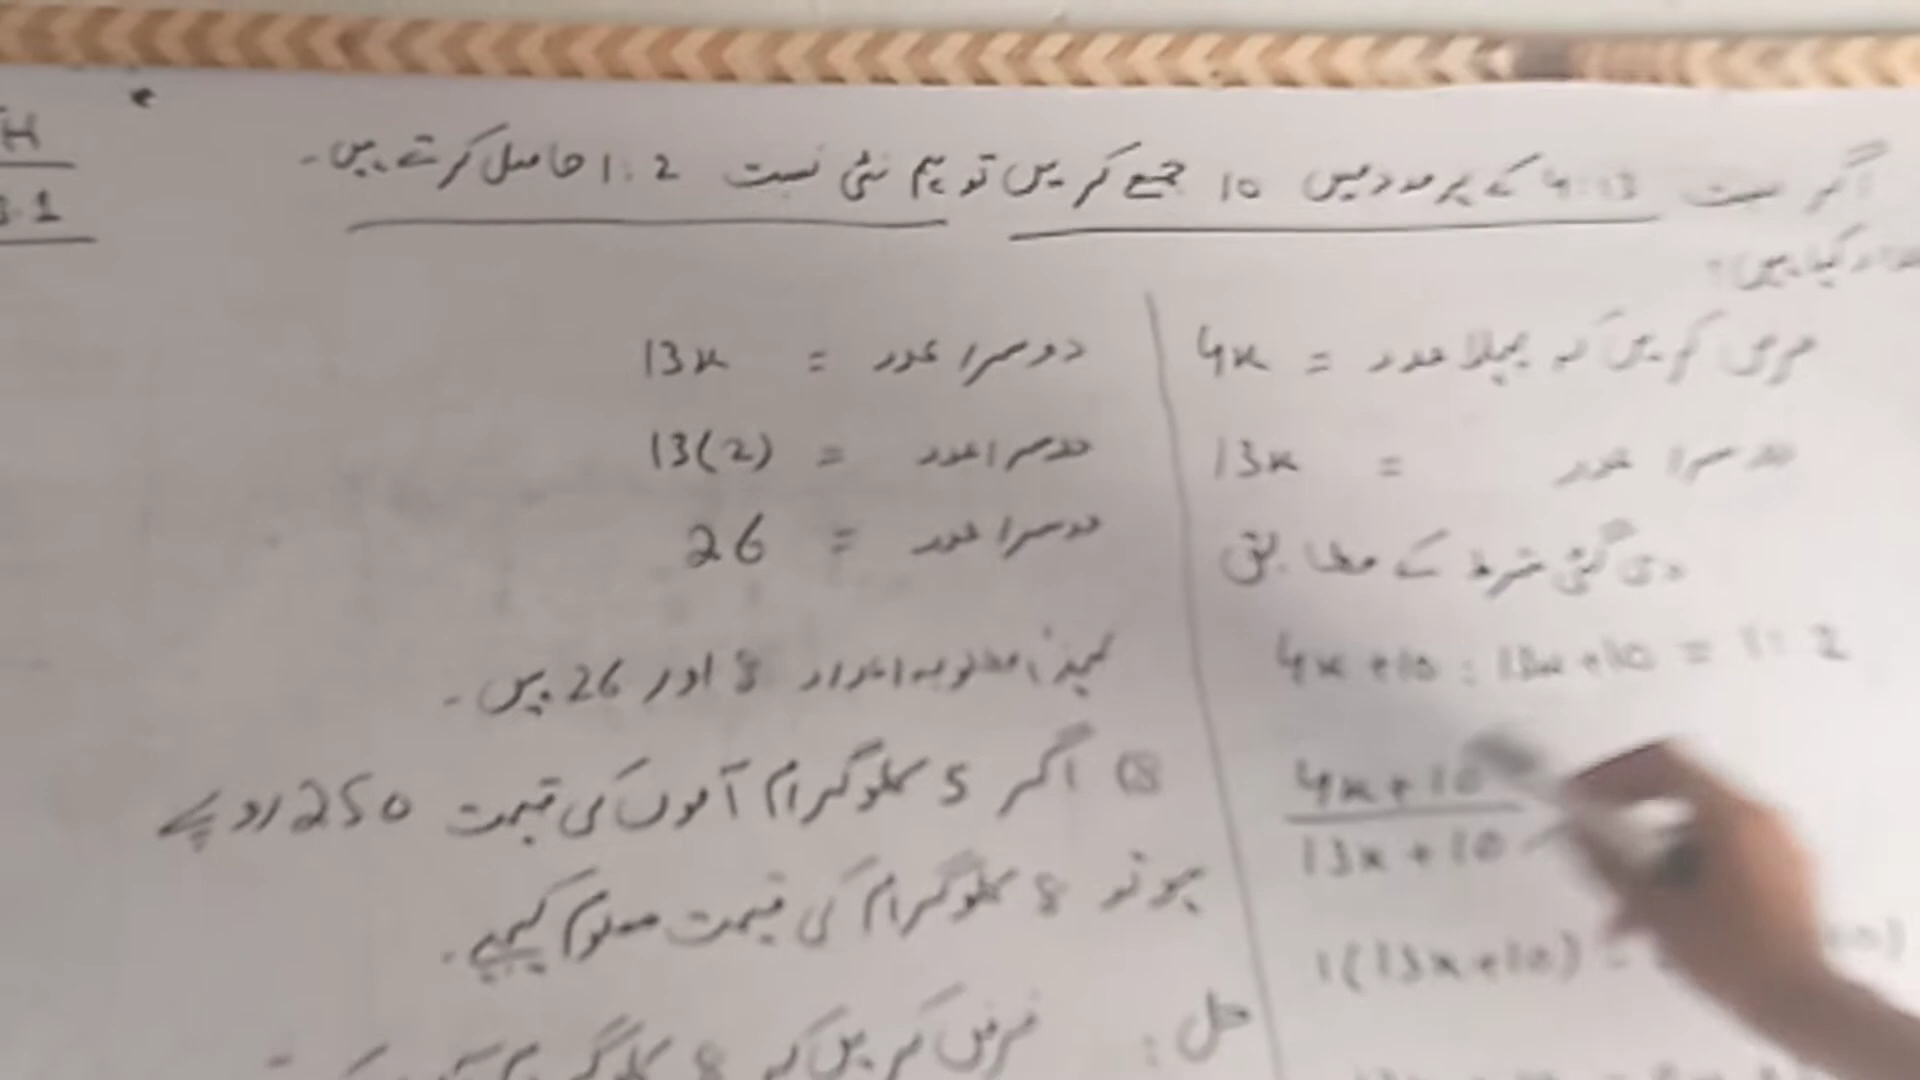 اگر نسبت 4:13 کے ہر عدد میں 10 جمع کریں تو ہم نئی نسبت 1:2 حاصل کرتے ہیں۔
کیا ہیں؟
H
3.1
فرض کریں کہ پہلا عدد = 4x
دوسرا عدد = 13x
دی گئی شرط کے مطابق
4x+10 : 13x+10 = 1:2
4x+10
13x+10
1(13x+10)
دوسرا عدد = 13x
دوسرا عدد = 13(2)
دوسرا عدد = 26
لہٰذا مطلوبہ اعداد 8 اور 26 ہیں۔
اگر 5 کلوگرام آموں کی قیمت 250 روپے
ہو تو 8 کلوگرام کی قیمت معلوم کیجیے۔
حل: فرض کریں کہ 8 کلوگرام